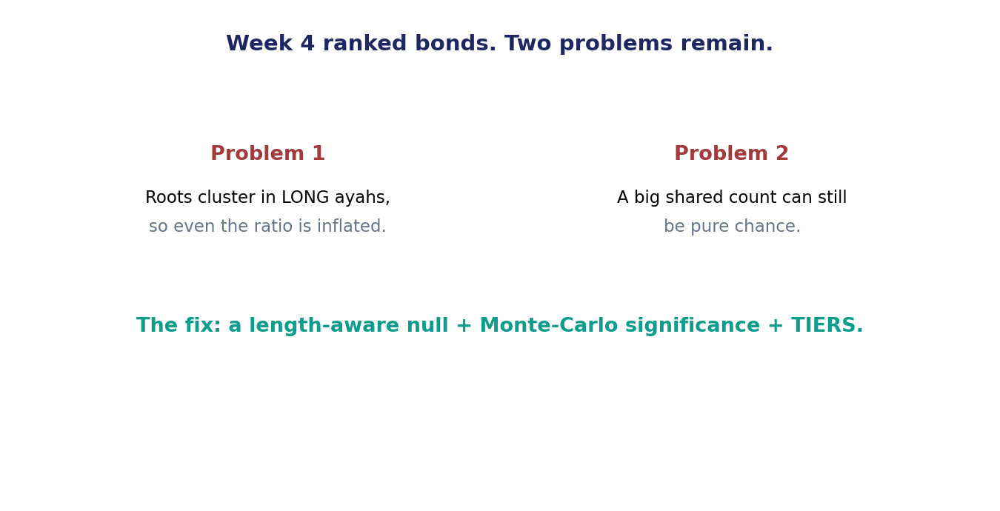 Week 4 ranked bonds. Two problems remain.
Problem 1
Roots cluster in LONG ayahs,
so even the ratio is inflated.
Problem 2
A big shared count can still
be pure chance.
The fix: a length-aware null + Monte-Carlo significance + TIERS.